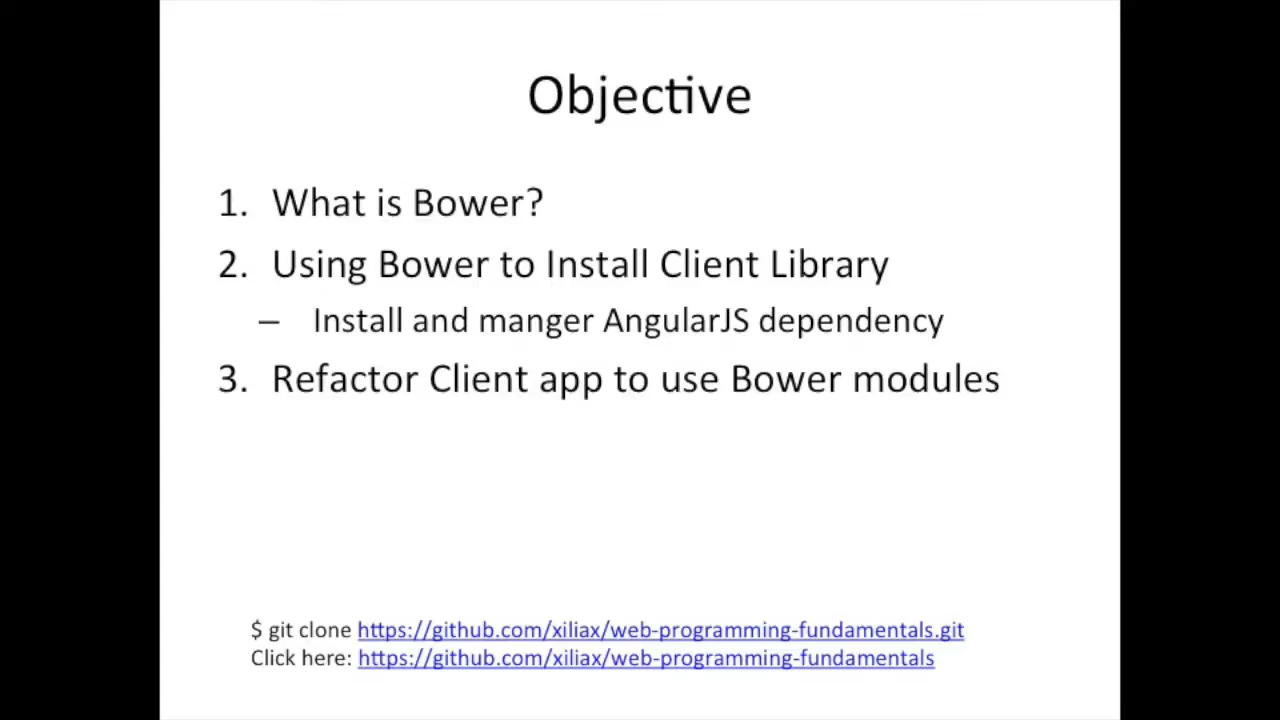 Objective
1. What is Bower?
2. Using Bower to Install Client Library
– Install and manger AngularJS dependency
3. Refactor Client app to use Bower modules
$ git clone https://github.com/xiliax/web-programming-fundamentals.git
Click here: https://github.com/xiliax/web-programming-fundamentals